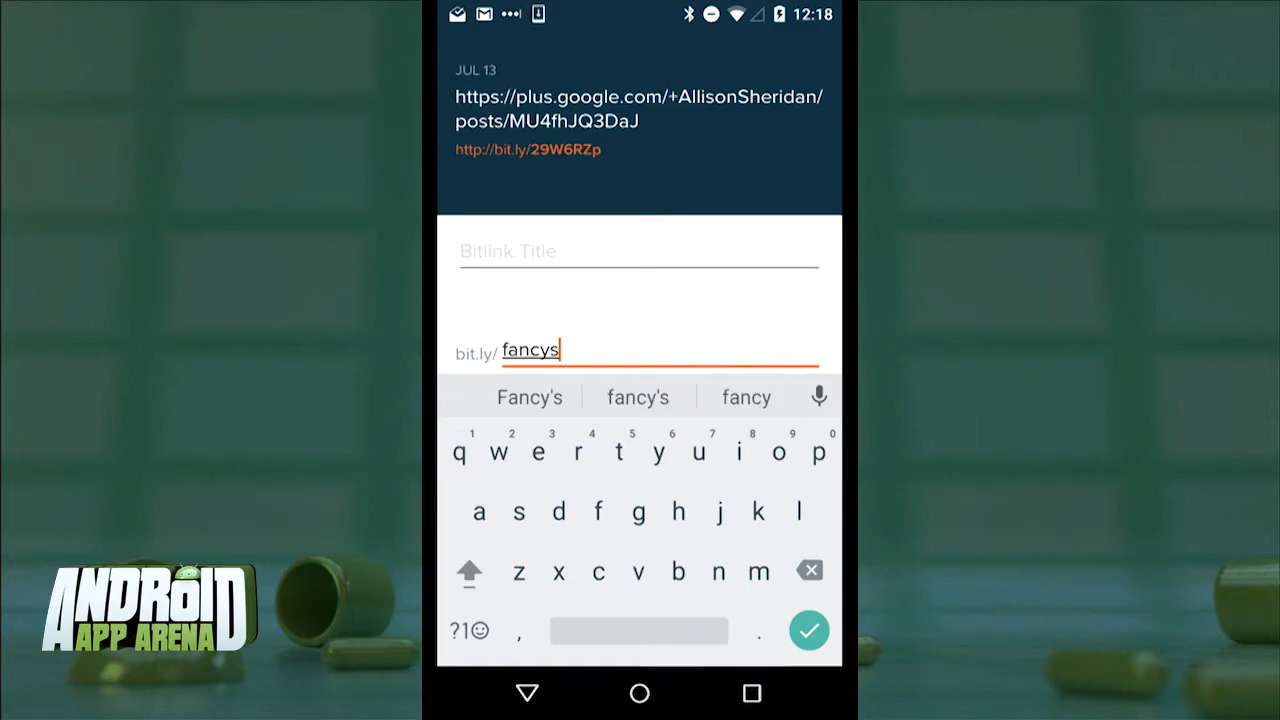 12:18
JUL 13
https://plus.google.com/+AllisonSheridan/
posts/MU4fhJQ3DaJ
http://bit.ly/29W6RZp
Bitlink Title
bit.ly/ fancys
Fancy's fancy's fancy
1 2 3 4 5 6 7 8 9 0
q w e r t y u i o p
a s d f g h j k l
z x c v b n m
?1☺ , .
ANDROID
APP ARENA